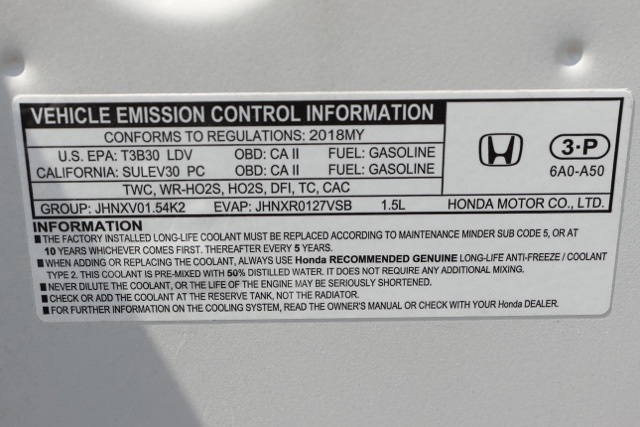 VEHICLE EMISSION CONTROL INFORMATION
CONFORMS TO REGULATIONS: 2018MY
U.S. EPA: T3B30 LDV OBD: CA II FUEL: GASOLINE
CALIFORNIA: SULEV30 PC OBD: CA II FUEL: GASOLINE
TWC, WR-HO2S, HO2S, DFI, TC, CAC
GROUP: JHNXV01.54K2 EVAP: JHNXR0127VSB 1.5L
3·P
6A0-A50
HONDA MOTOR CO., LTD.
INFORMATION
■ THE FACTORY INSTALLED LONG-LIFE COOLANT MUST BE REPLACED ACCORDING TO MAINTENANCE MINDER SUB CODE 5, OR AT
10 YEARS WHICHEVER COMES FIRST. THEREAFTER EVERY 5 YEARS.
■ WHEN ADDING OR REPLACING THE COOLANT, ALWAYS USE Honda RECOMMENDED GENUINE LONG-LIFE ANTI-FREEZE / COOLANT
TYPE 2. THIS COOLANT IS PRE-MIXED WITH 50% DISTILLED WATER. IT DOES NOT REQUIRE ANY ADDITIONAL MIXING.
■ NEVER DILUTE THE COOLANT, OR THE LIFE OF THE ENGINE MAY BE SERIOUSLY SHORTENED.
■ CHECK OR ADD THE COOLANT AT THE RESERVE TANK, NOT THE RADIATOR.
■ FOR FURTHER INFORMATION ON THE COOLING SYSTEM, READ THE OWNER'S MANUAL OR CHECK WITH YOUR Honda DEALER.